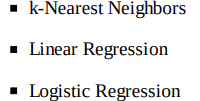 ▪ k-Nearest Neighbors
▪ Linear Regression
▪ Logistic Regression